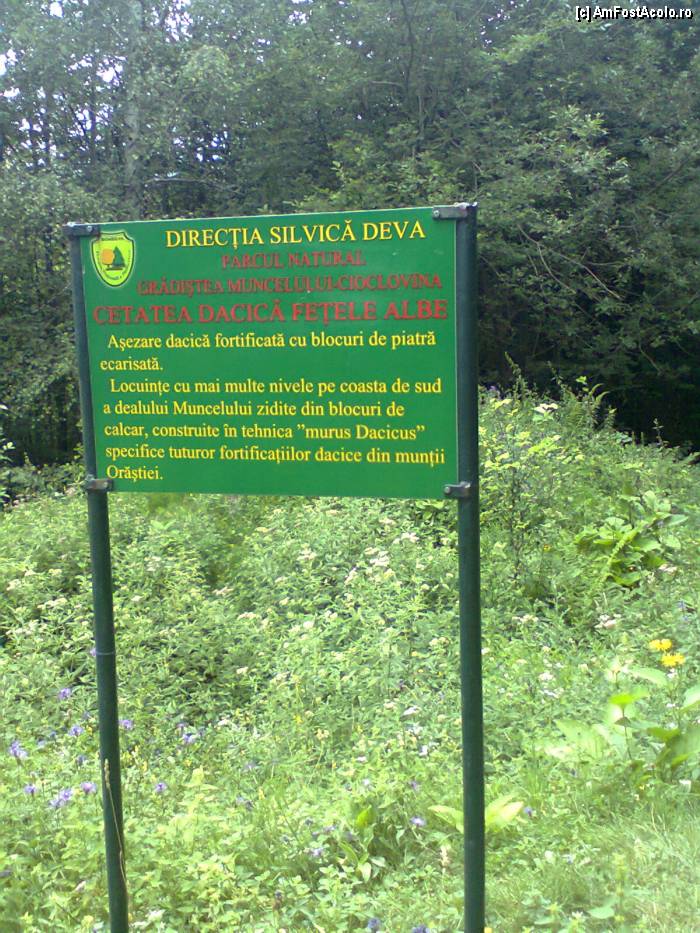 [c] AmFostAcolo.ro
DIRECȚIA SILVICĂ DEVA
PARCUL NATURAL
GRĂDIȘTEA MUNCELULUI-CIOCLOVINA
CETATEA DACICĂ FEȚELE ALBE
Așezare dacică fortificată cu blocuri de piatră
ecarisată.
Locuințe cu mai multe nivele pe coasta de sud
a dealului Muncelului zidite din blocuri de
calcar, construite în tehnica "murus Dacicus"
specifice tuturor fortificațiilor dacice din munții
Orăștiei.